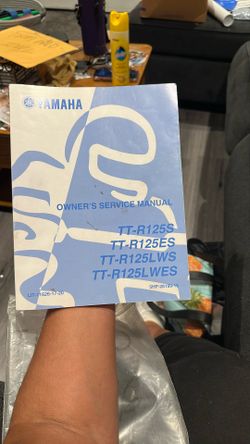 YAMAHA
OWNER'S SERVICE MANUAL
TT-R125S
TT-R125ES
TT-R125LWS
TT-R125LWES